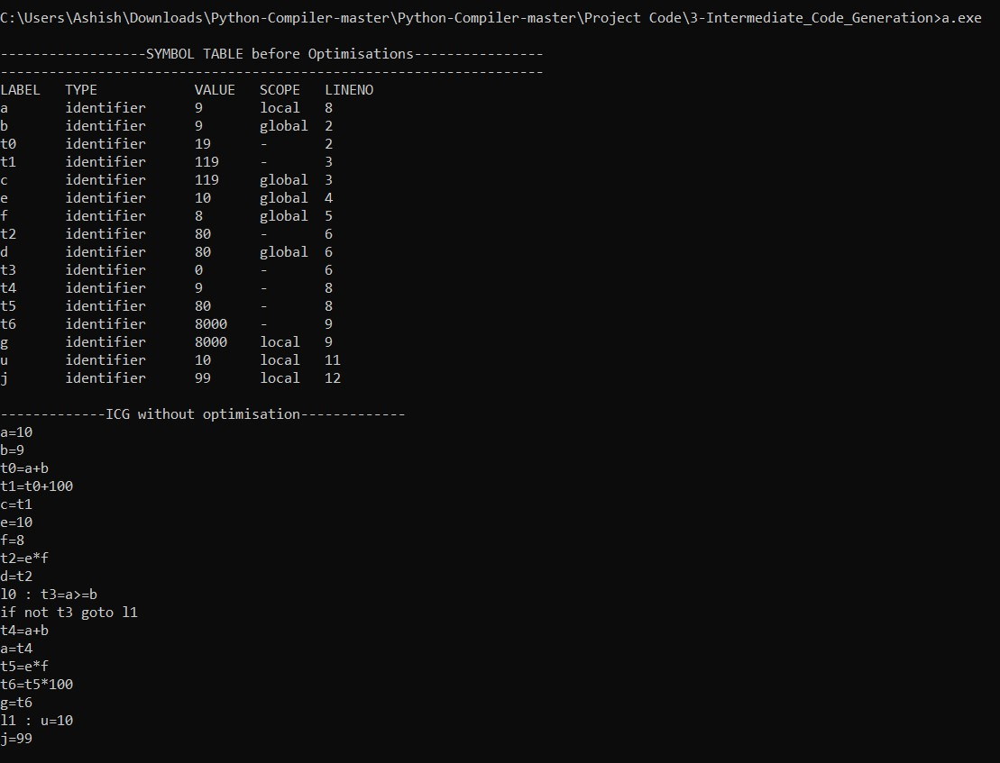 C:\Users\Ashish\Downloads\Python-Compiler-master\Python-Compiler-master\Project Code\3-Intermediate_Code_Generation>a.exe
------------------SYMBOL TABLE before Optimisations----------------
-------------------------------------------------------------------
LABEL   TYPE            VALUE   SCOPE   LINENO
a       identifier      9       local   8
b       identifier      9       global  2
t0      identifier      19      -       2
t1      identifier      119     -       3
c       identifier      119     global  3
e       identifier      10      global  4
f       identifier      8       global  5
t2      identifier      80      -       6
d       identifier      80      global  6
t3      identifier      0       -       6
t4      identifier      9       -       8
t5      identifier      80      -       8
t6      identifier      8000    -       9
g       identifier      8000    local   9
u       identifier      10      local   11
j       identifier      99      local   12
-------------ICG without optimisation-------------
a=10
b=9
t0=a+b
t1=t0+100
c=t1
e=10
f=8
t2=e*f
d=t2
l0 : t3=a>=b
if not t3 goto l1
t4=a+b
a=t4
t5=e*f
t6=t5*100
g=t6
l1 : u=10
j=99